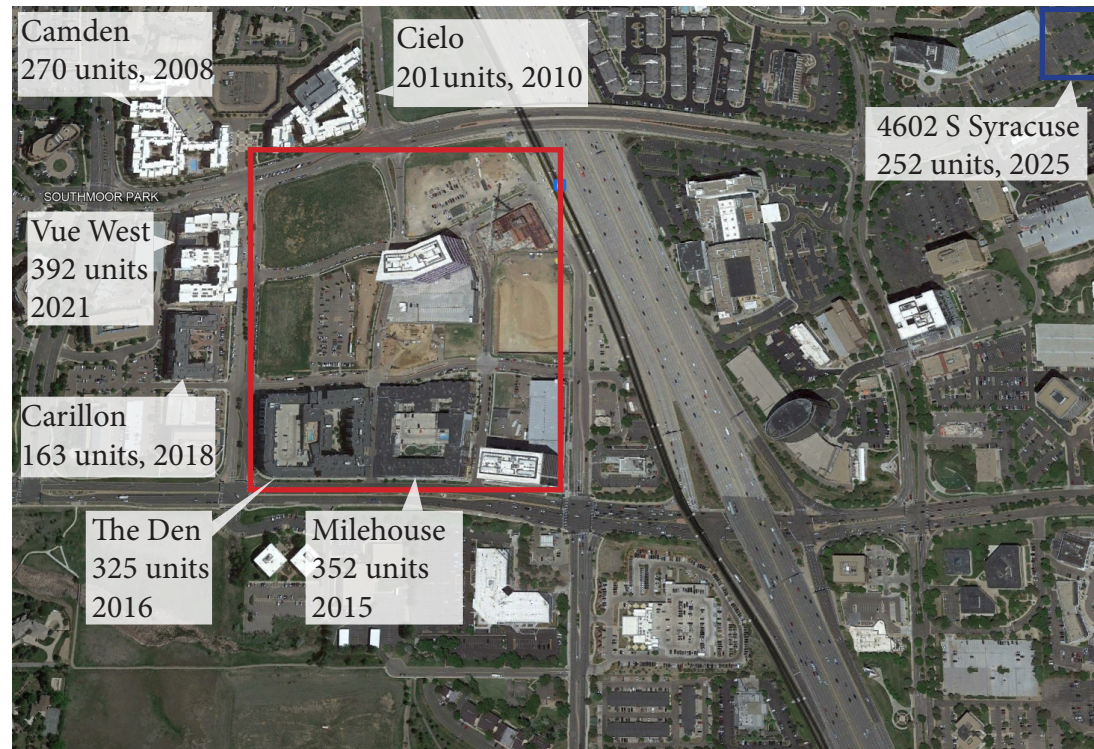 Camden
270 units, 2008
Cielo
201units, 2010
4602 S Syracuse
252 units, 2025
SOUTHMOOR PARK
Vue West
392 units
2021
Carillon
163 units, 2018
The Den
325 units
2016
Milehouse
352 units
2015